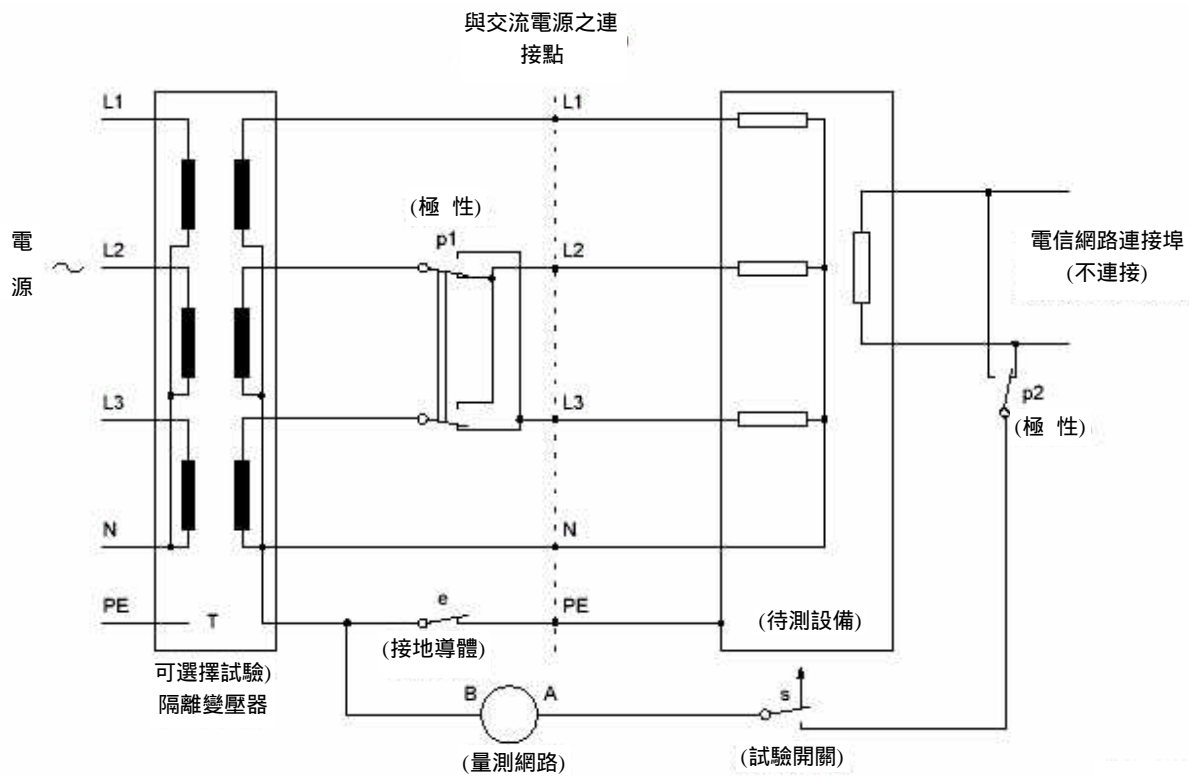 與交流電源之連
接點
L1
L1
(極 性)
p1
電
源
L2
L2
電信網路連接埠
(不連接)
L3
L3
p2
(極 性)
N
N
PE
T
e
PE
(接地導體)
(待測設備)
可選擇試驗)
隔離變壓器
B
A
s
(量測網路)
(試驗開關)